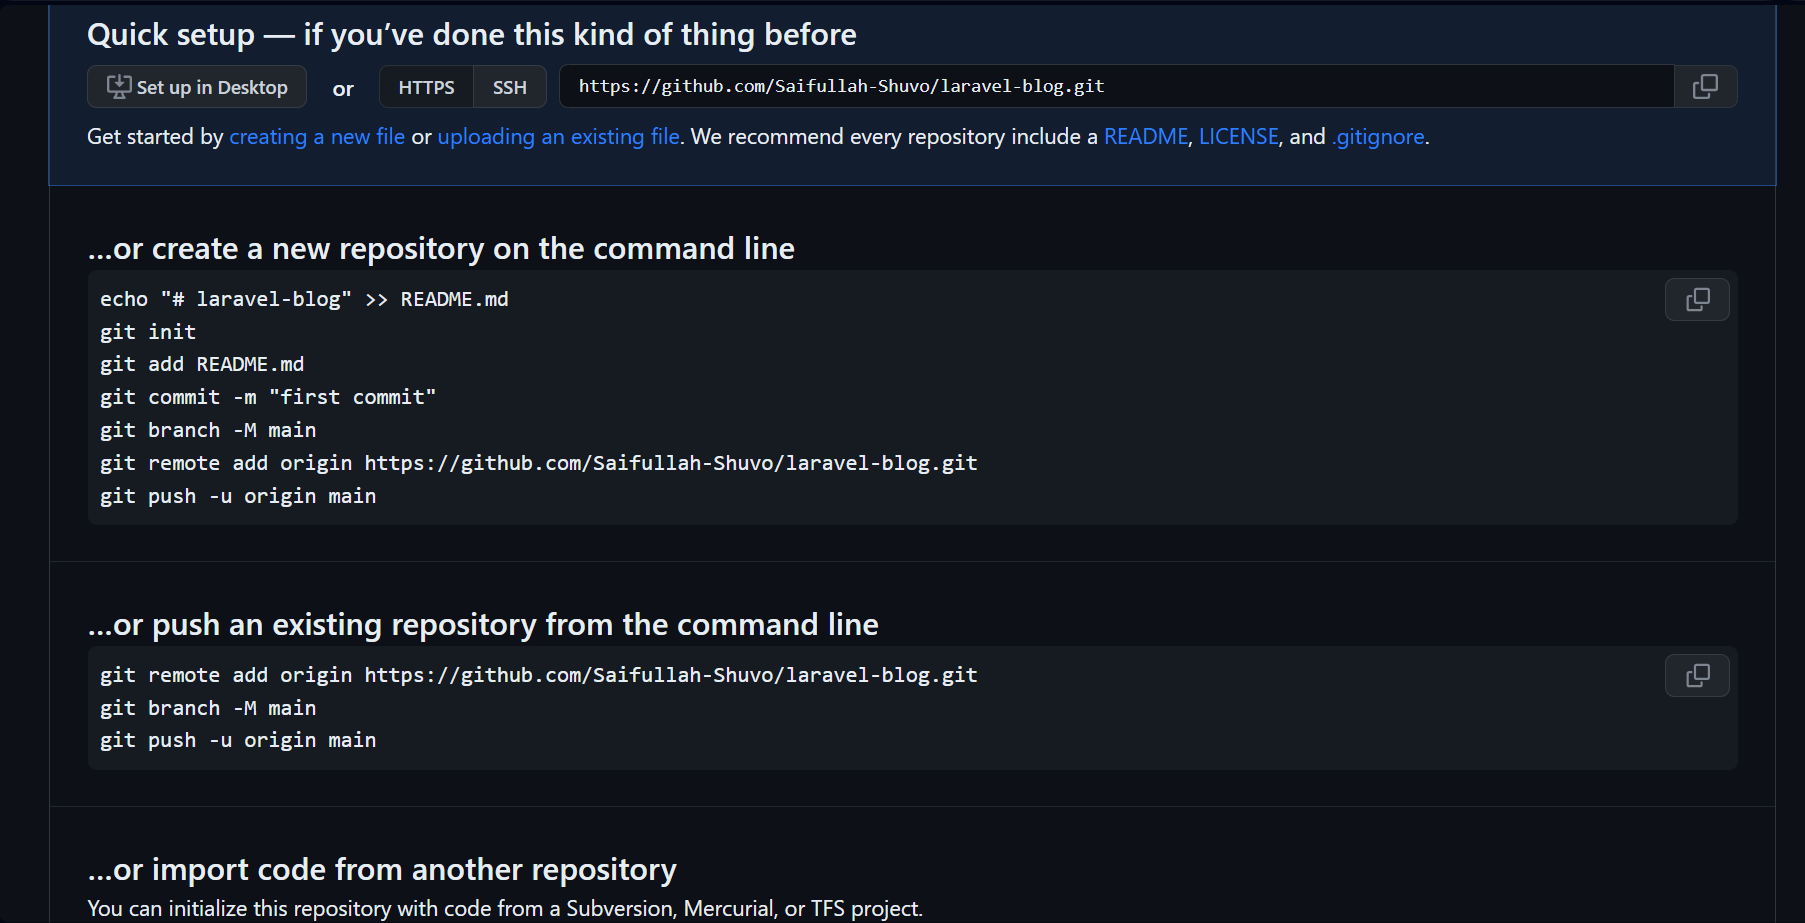 Quick setup — if you’ve done this kind of thing before
Set up in Desktop or HTTPS SSH https://github.com/Saifullah-Shuvo/laravel-blog.git
Get started by creating a new file or uploading an existing file. We recommend every repository include a README, LICENSE, and .gitignore.
…or create a new repository on the command line
echo "# laravel-blog" >> README.md
git init
git add README.md
git commit -m "first commit"
git branch -M main
git remote add origin https://github.com/Saifullah-Shuvo/laravel-blog.git
git push -u origin main
…or push an existing repository from the command line
git remote add origin https://github.com/Saifullah-Shuvo/laravel-blog.git
git branch -M main
git push -u origin main
…or import code from another repository
You can initialize this repository with code from a Subversion, Mercurial, or TFS project.